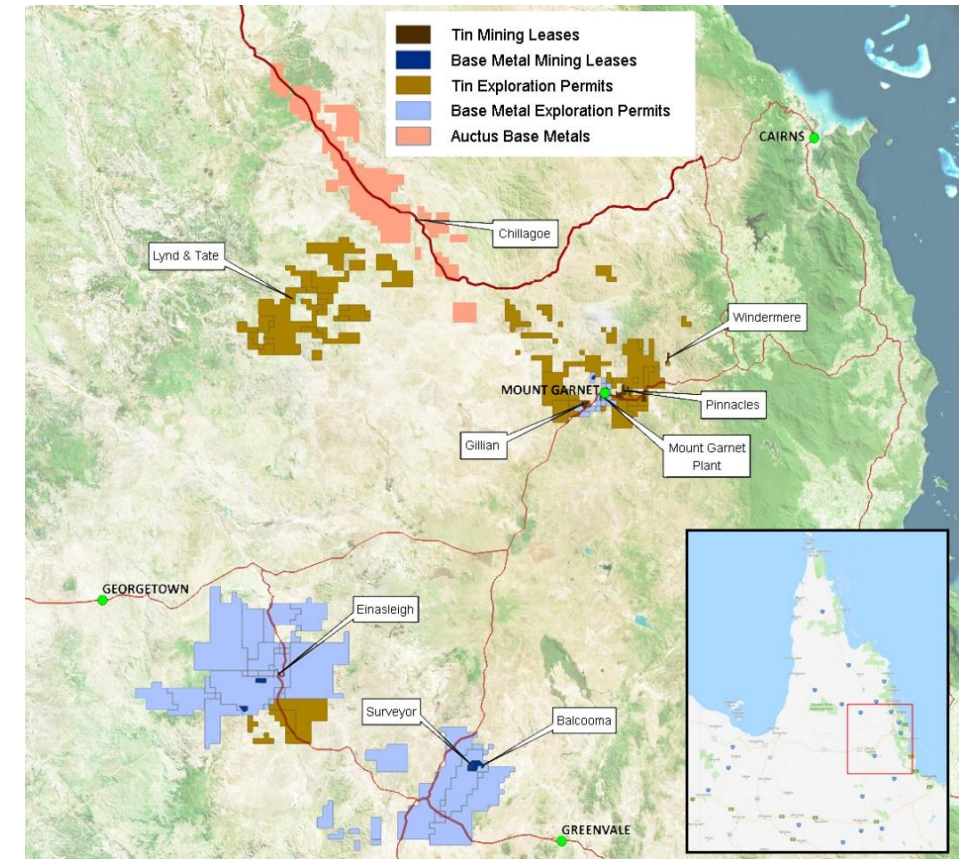 Tin Mining Leases
Base Metal Mining Leases
Tin Exploration Permits
Base Metal Exploration Permits
Auctus Base Metals
CAIRNS
Chillagoe
Lynd & Tate
Windermere
MOUNT GARNET
Pinnacles
Gillian
Mount Garnet
Plant
GEORGETOWN
Einasleigh
Surveyor
Balcooma
GREENVALE